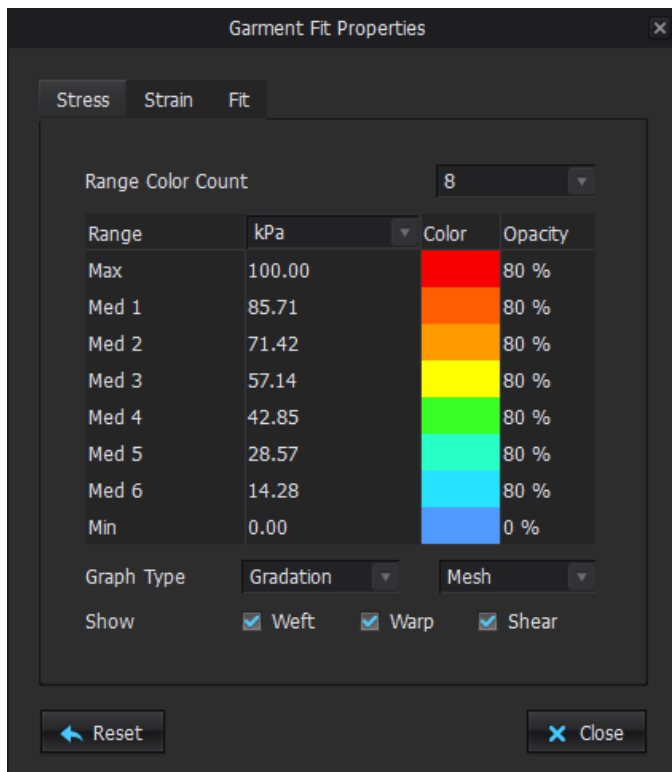 Garment Fit Properties
Stress Strain Fit
Range Color Count 8
Range kPa Color Opacity
Max 100.00 80 %
Med 1 85.71 80 %
Med 2 71.42 80 %
Med 3 57.14 80 %
Med 4 42.85 80 %
Med 5 28.57 80 %
Med 6 14.28 80 %
Min 0.00 0 %
Graph Type Gradation Mesh
Show Weft Warp Shear
Reset Close